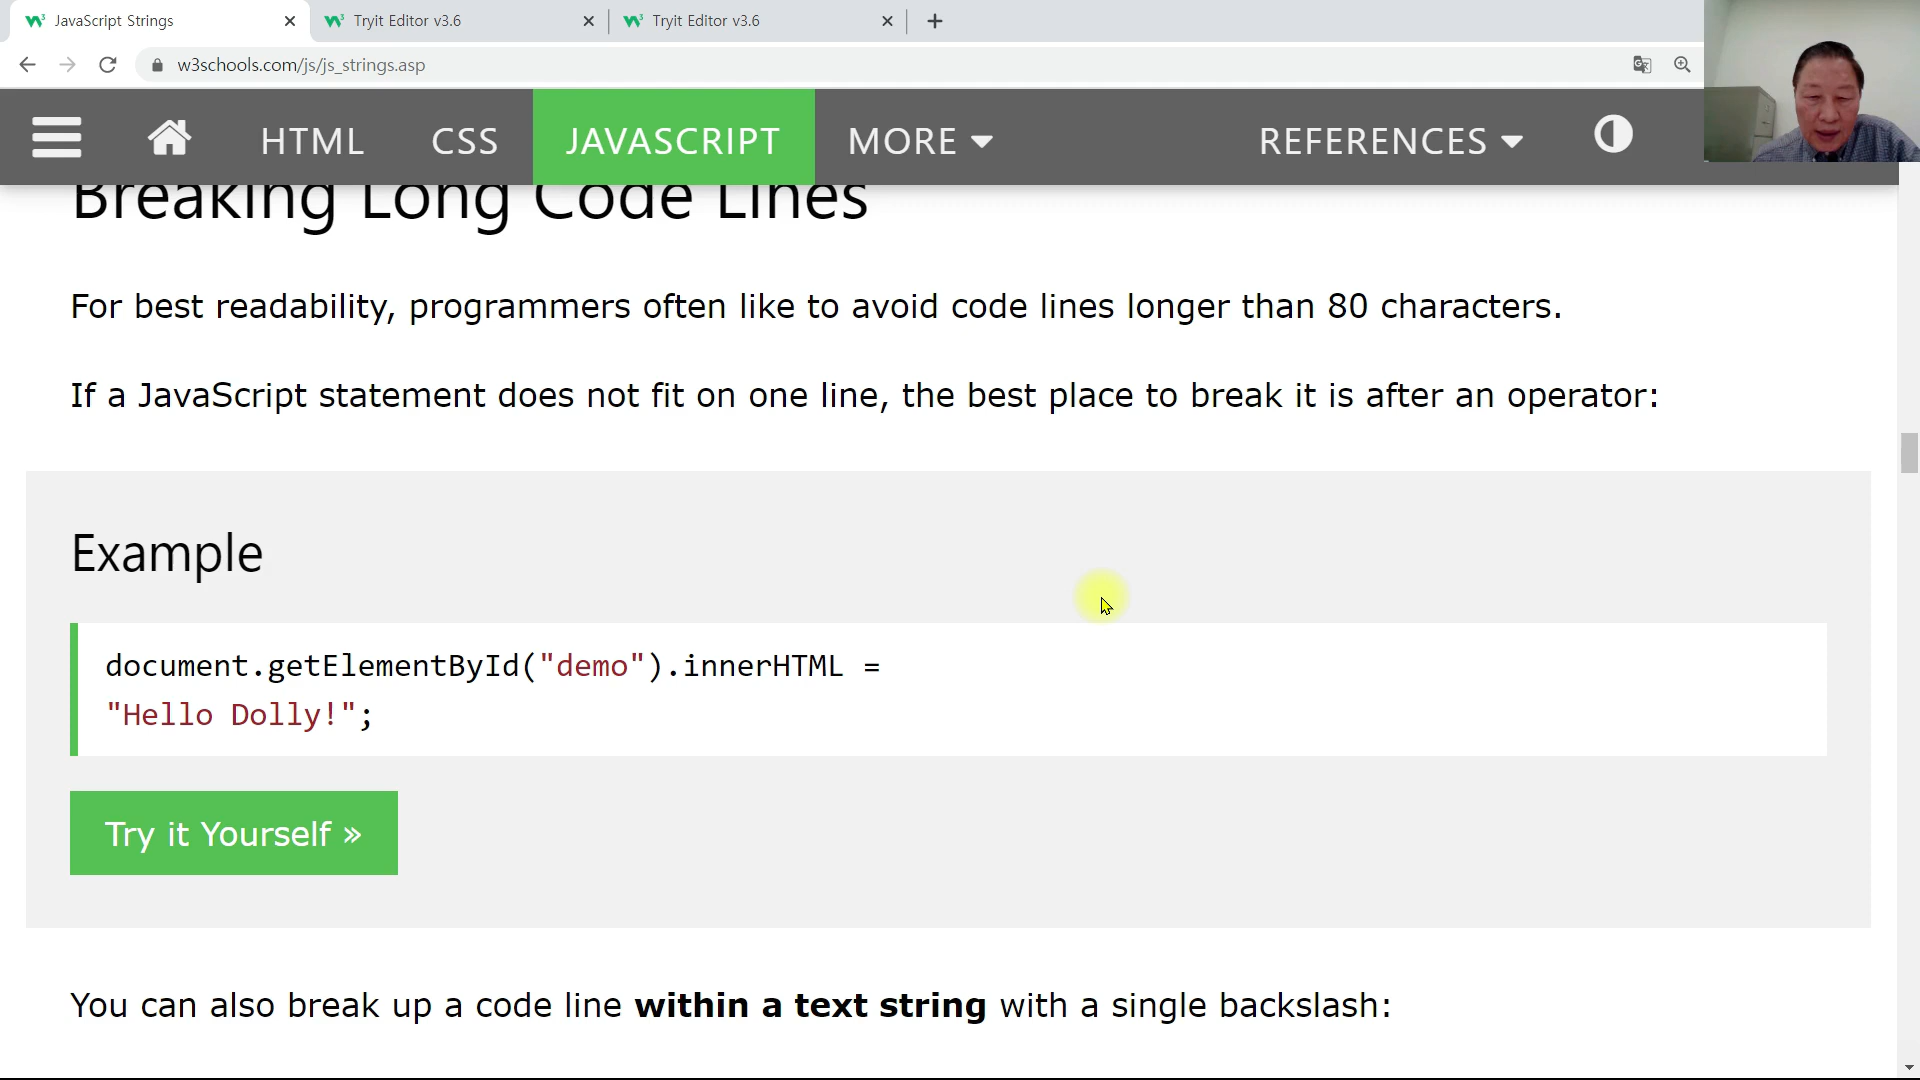 JavaScript Strings
Tryit Editor v3.6
Tryit Editor v3.6
w3schools.com/js/js_strings.asp
HTML
CSS
JAVASCRIPT
MORE
REFERENCES
Breaking Long Code Lines
For best readability, programmers often like to avoid code lines longer than 80 characters.
If a JavaScript statement does not fit on one line, the best place to break it is after an operator:
Example
document.getElementById("demo").innerHTML =
"Hello Dolly!";
Try it Yourself »
You can also break up a code line within a text string with a single backslash: